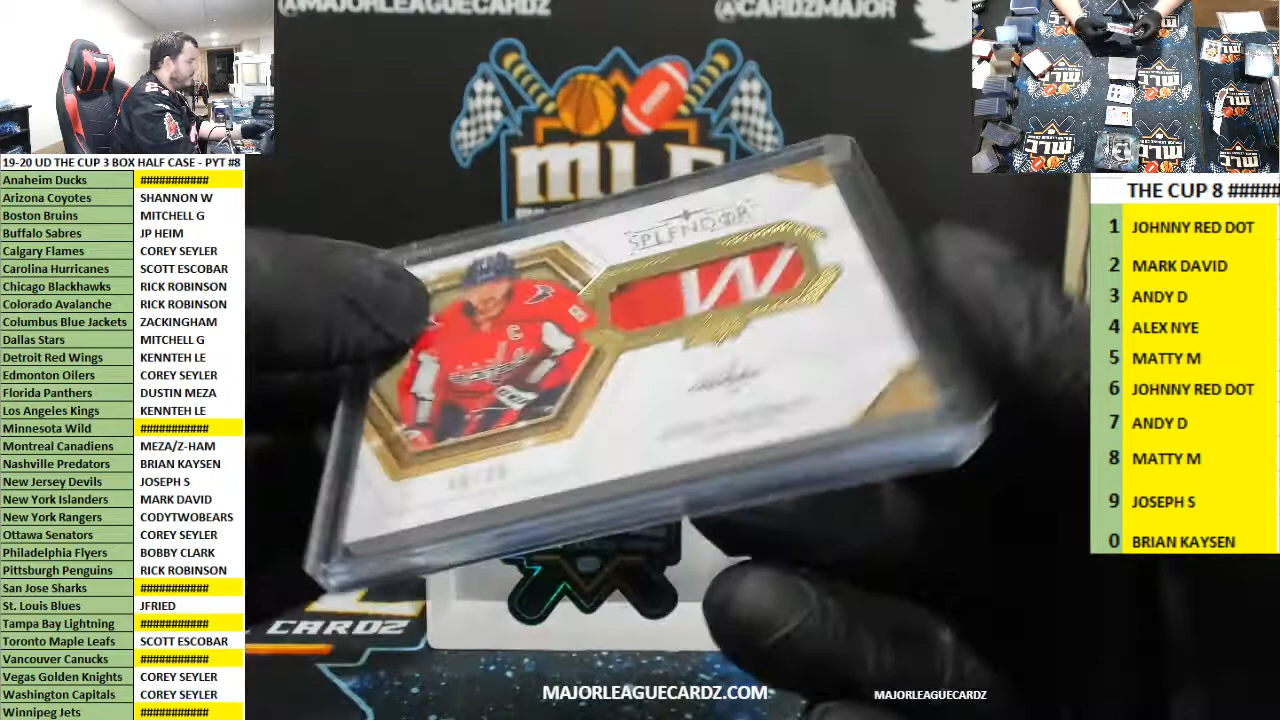 @MAJORLEAGUECARDZ
@CARDZMAJOR
19-20 UD THE CUP 3 BOX HALF CASE - PYT #8
Anaheim Ducks ###########
Arizona Coyotes SHANNON W
Boston Bruins MITCHELL G
Buffalo Sabres JP HEIM
Calgary Flames COREY SEYLER
Carolina Hurricanes SCOTT ESCOBAR
Chicago Blackhawks RICK ROBINSON
Colorado Avalanche RICK ROBINSON
Columbus Blue Jackets ZACKINGHAM
Dallas Stars MITCHELL G
Detroit Red Wings KENNTEH LE
Edmonton Oilers COREY SEYLER
Florida Panthers DUSTIN MEZA
Los Angeles Kings KENNTEH LE
Minnesota Wild ###########
Montreal Canadiens MEZA/Z-HAM
Nashville Predators BRIAN KAYSEN
New Jersey Devils JOSEPH S
New York Islanders MARK DAVID
New York Rangers CODYTWOBEARS
Ottawa Senators COREY SEYLER
Philadelphia Flyers BOBBY CLARK
Pittsburgh Penguins RICK ROBINSON
San Jose Sharks ###########
St. Louis Blues JFRIED
Tampa Bay Lightning ###########
Toronto Maple Leafs SCOTT ESCOBAR
Vancouver Canucks ###########
Vegas Golden Knights COREY SEYLER
Washington Capitals COREY SEYLER
Winnipeg Jets ###########
SPLENDOR
C
CARDZ
MAJORLEAGUECARDZ.COM
MAJORLEAGUECARDZ
THE CUP 8 #####
1 JOHNNY RED DOT
2 MARK DAVID
3 ANDY D
4 ALEX NYE
5 MATTY M
6 JOHNNY RED DOT
7 ANDY D
8 MATTY M
9 JOSEPH S
0 BRIAN KAYSEN